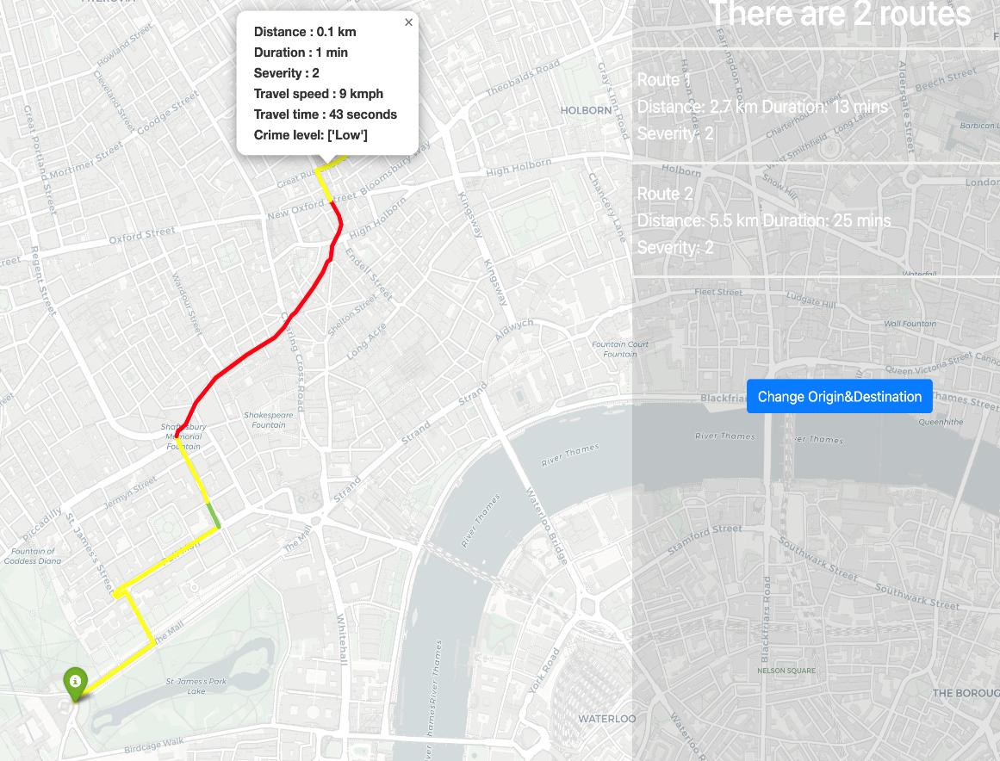 There are 2 routes
Distance : 0.1 km
Duration : 1 min
Severity : 2
Travel speed : 9 kmph
Travel time : 43 seconds
Crime level: ['Low']
×
Route 1
Distance: 2.7 km Duration: 13 mins
Severity: 2
Route 2
Distance: 5.5 km Duration: 25 mins
Severity: 2
Change Origin&Destination
Howland Street
Cleveland Street
Great Portland Street
Goodge Street
Mortimer Street
Oxford Street
Regent Street
Wardour Street
New Oxford Street
Bloomsbury Way
High Holborn
Theobalds Road
HOLBORN
Gray's Inn Road
High Holborn
Holborn
Kingsway
Kingsway
Chancery Lane
Farringdon Road
Long Lane
Charterhouse Street
West Smithfield
Snow Hill
Aldersgate Street
Beech Street
Barbican
London
Endell Street
Shelton Street
Long Acre
Charing Cross Road
Aldwych
Fountain Court
Fountain
Fleet Street
Ludgate Hill
Waterfall
Wall Fountain
Queen Victoria Street
Blackfriars
Thames Street
Queenhithe
Shaftesbury
Memorial
Fountain
Shakespeare
Fountain
Strand
Strand
Strand
River Thames
River Thames
River Thames
River Thames
River Thames
River Thames
Jermyn Street
Piccadilly
St. James's Street
Fountain of
Goddess Diana
The Mall
The Mall
Waterloo Bridge
Stamford Street
Southwark Street
Southwark Street
Blackfriars Road
Whitehall
York Road
St James's Park
Lake
Birdcage Walk
NELSON SQUARE
WATERLOO
THE BOROUG
Waterloo R